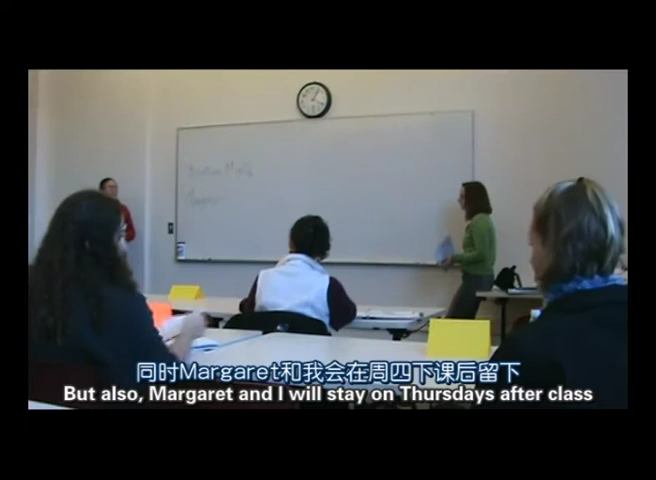 同时Margaret和我会在周四下课后留下
But also, Margaret and I will stay on Thursdays after class